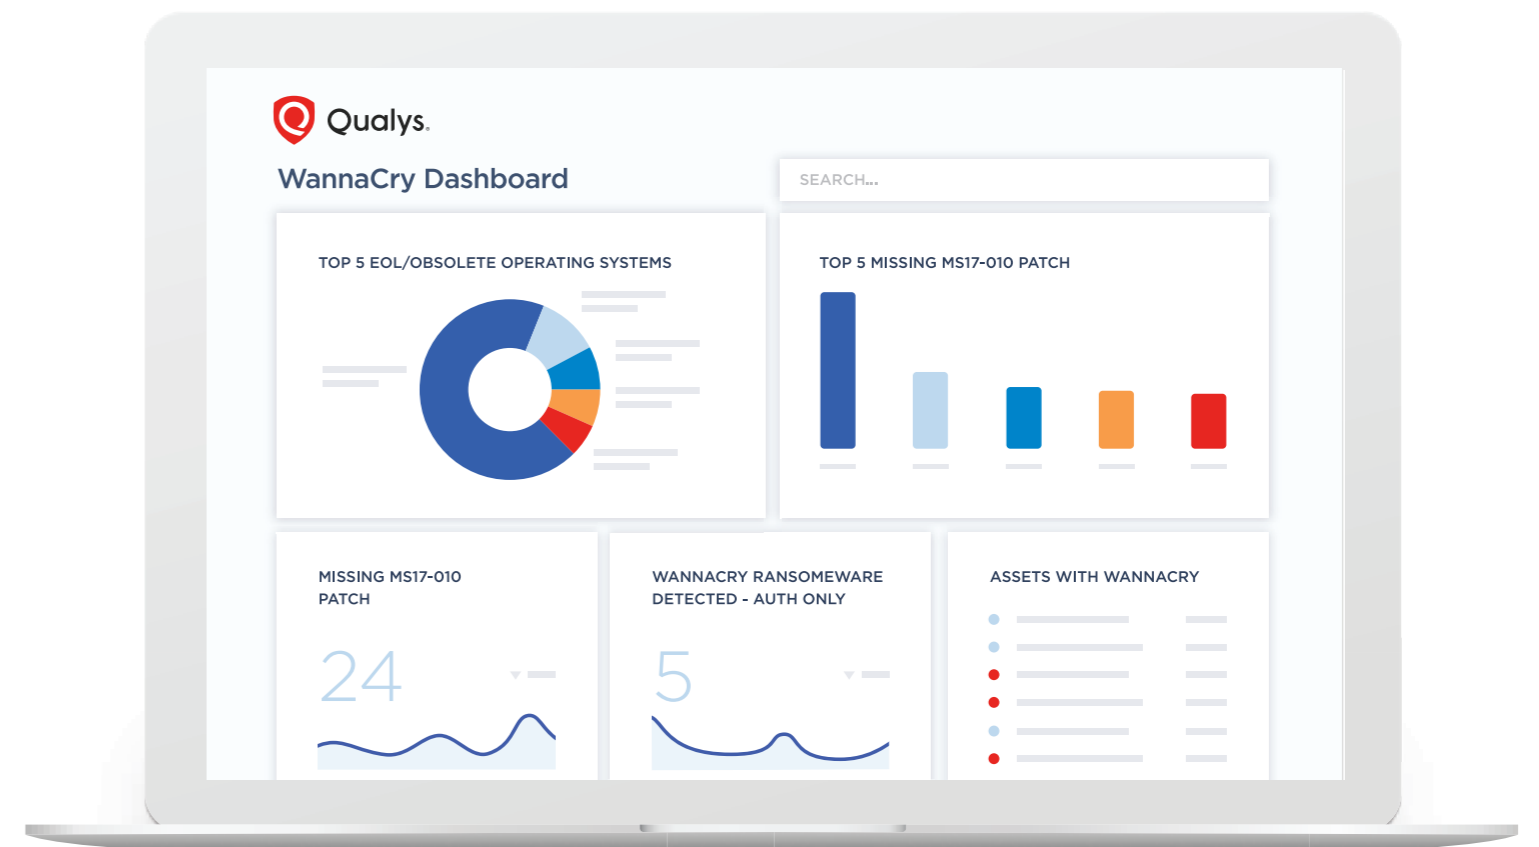 Qualys.
WannaCry Dashboard
SEARCH...
TOP 5 EOL/OBSOLETE OPERATING SYSTEMS
TOP 5 MISSING MS17-010 PATCH
MISSING MS17-010
PATCH
24
WANNACRY RANSOMEWARE
DETECTED - AUTH ONLY
5
ASSETS WITH WANNACRY